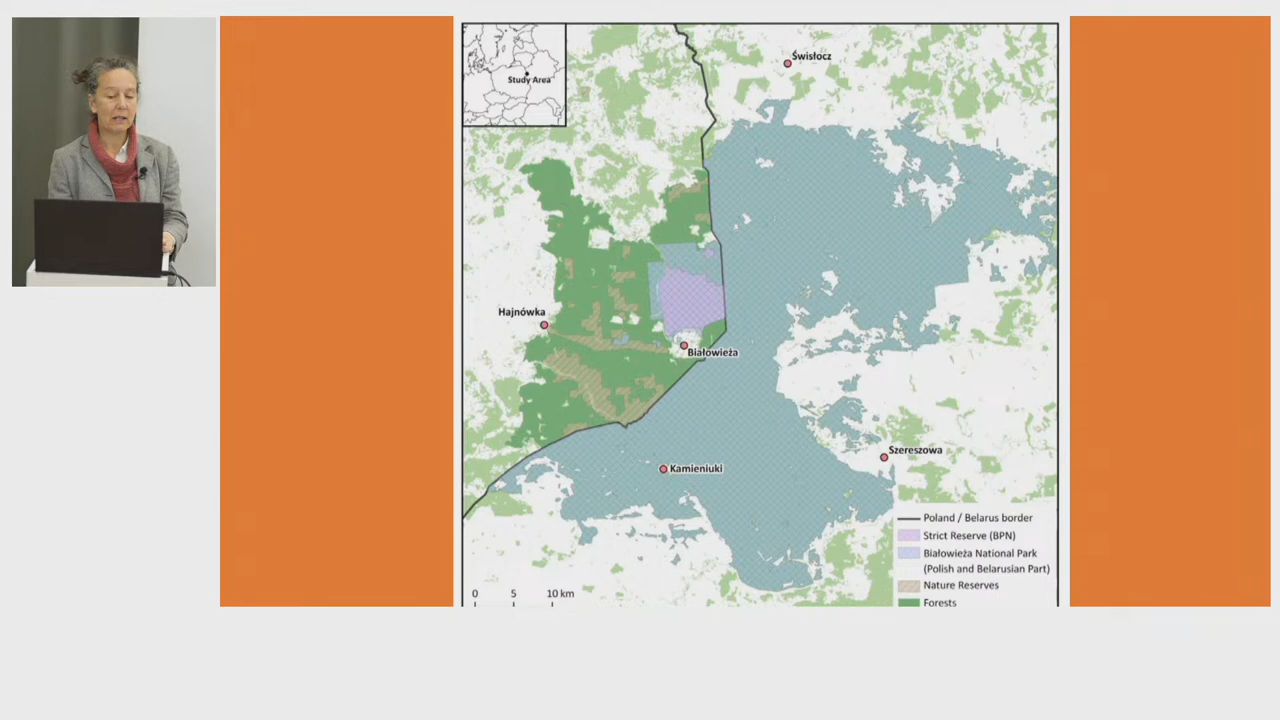 Study Area
Świsłocz
Hajnówka
Białowieża
Kamieniuki
Szereszowa
Poland / Belarus border
Strict Reserve (BPN)
Białowieża National Park
(Polish and Belarusian Part)
Nature Reserves
Forests
0 5 10 km